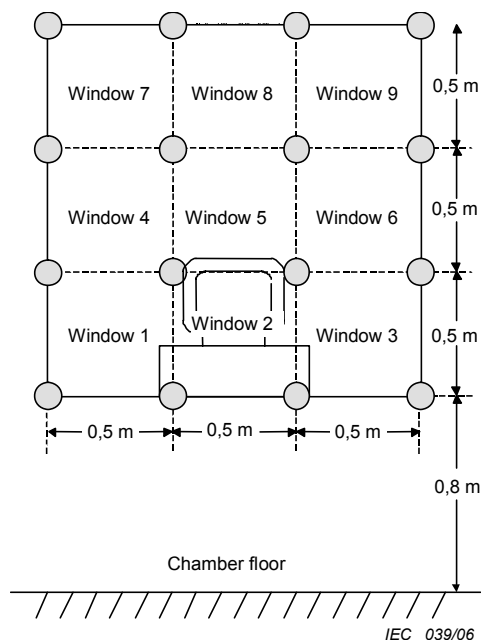 Window 7 Window 8 Window 9
0,5 m
Window 4 Window 5 Window 6
0,5 m
Window 1 Window 2 Window 3
0,5 m
0,5 m 0,5 m 0,5 m
0,8 m
Chamber floor
IEC 039/06